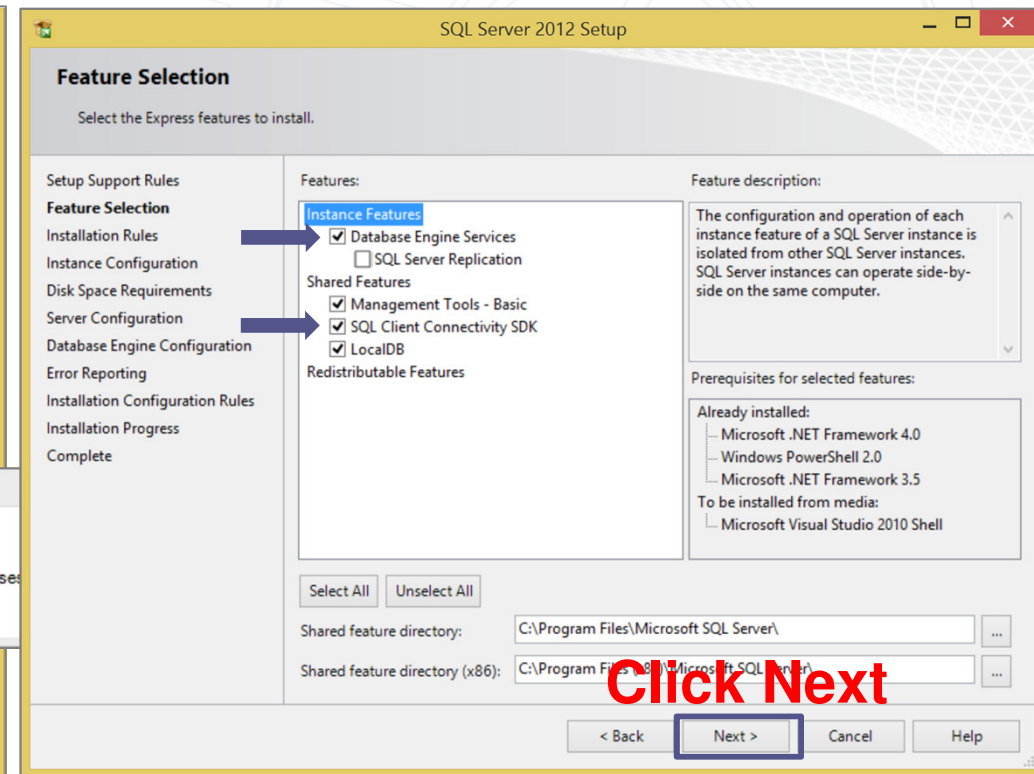 SQL Server 2012 Setup
Feature Selection
Select the Express features to install.
Setup Support Rules
Feature Selection
Installation Rules
Instance Configuration
Disk Space Requirements
Server Configuration
Database Engine Configuration
Error Reporting
Installation Configuration Rules
Installation Progress
Complete
Features:
Instance Features
Database Engine Services
SQL Server Replication
Shared Features
Management Tools - Basic
SQL Client Connectivity SDK
LocalDB
Redistributable Features
Feature description:
The configuration and operation of each
instance feature of a SQL Server instance is
isolated from other SQL Server instances.
SQL Server instances can operate side-by-
side on the same computer.
Prerequisites for selected features:
Already installed:
Microsoft .NET Framework 4.0
Windows PowerShell 2.0
Microsoft .NET Framework 3.5
To be installed from media:
Microsoft Visual Studio 2010 Shell
ses
Select All Unselect All
Shared feature directory: C:\Program Files\Microsoft SQL Server\ ...
Shared feature directory (x86): C:\Program Files (x86)\Microsoft SQL Server\ ...
Click Next
< Back Next > Cancel Help